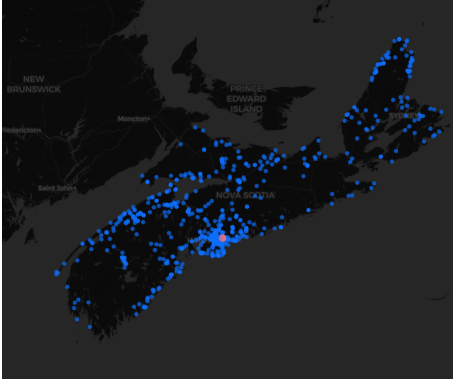 NEW
BRUNSWICK
PRINCE
EDWARD
ISLAND
Moncton
Fredericton
SYDNEY
Saint John
NOVA SCOTIA